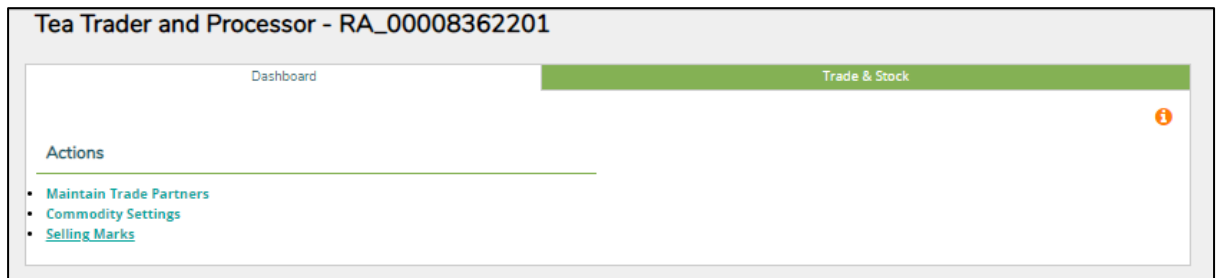 Tea Trader and Processor - RA_00008362201
Dashboard
Trade & Stock
Actions
Maintain Trade Partners
Commodity Settings
Selling Marks